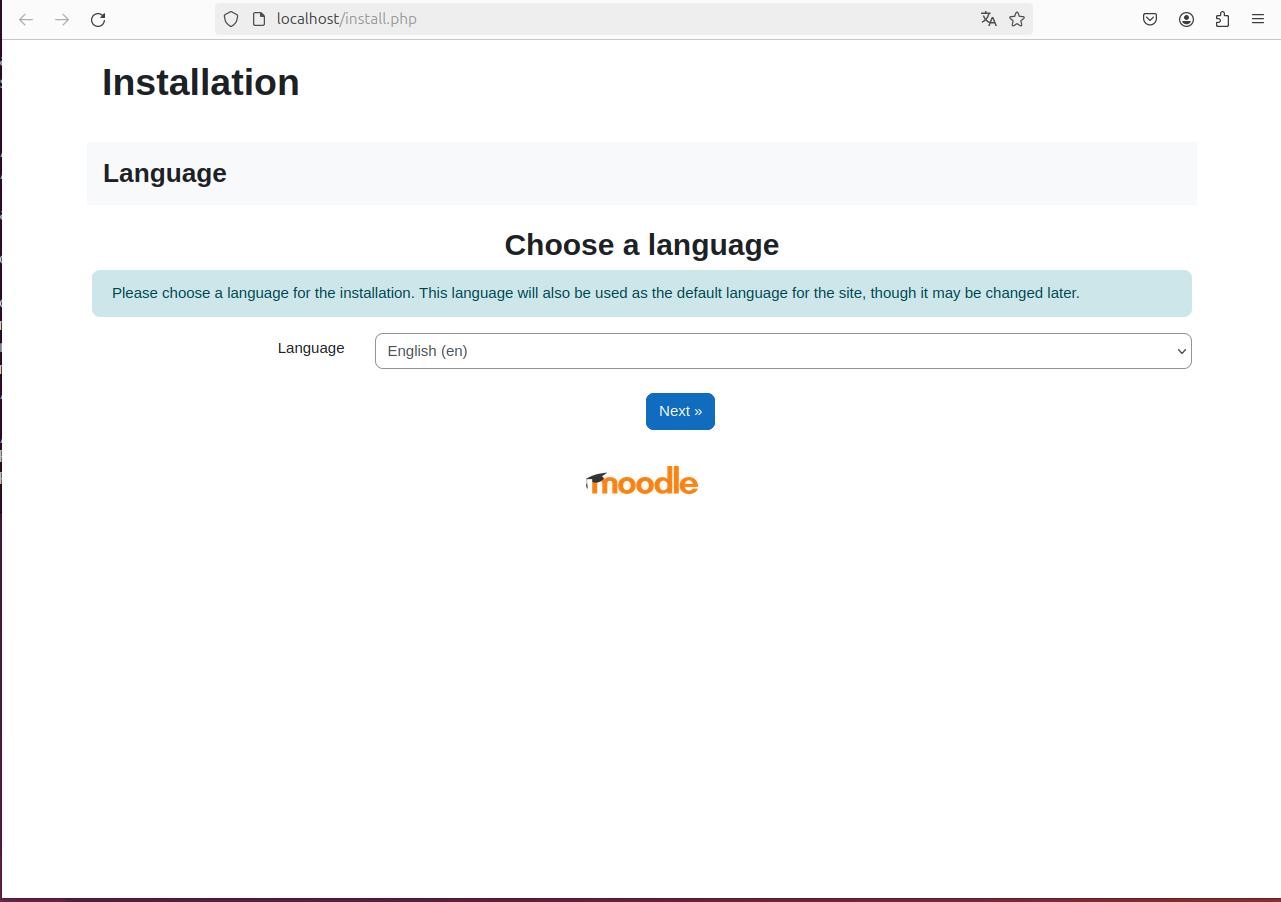 localhost/install.php
Installation
Language
Choose a language
Please choose a language for the installation. This language will also be used as the default language for the site, though it may be changed later.
Language English (en)
Next »
moodle